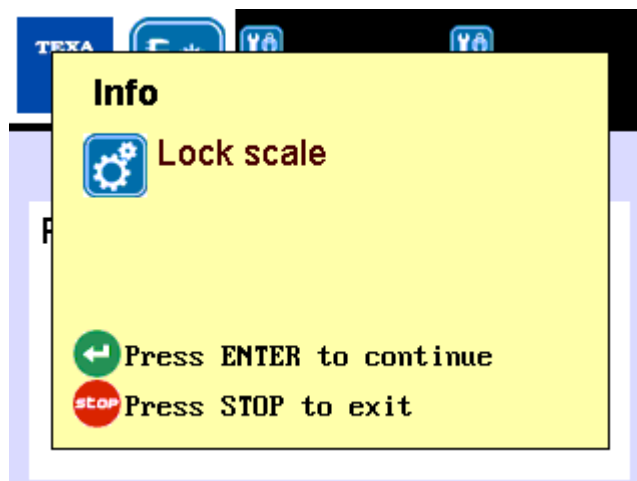 TEXA
Info
Lock scale
Press ENTER to continue
stop Press STOP to exit